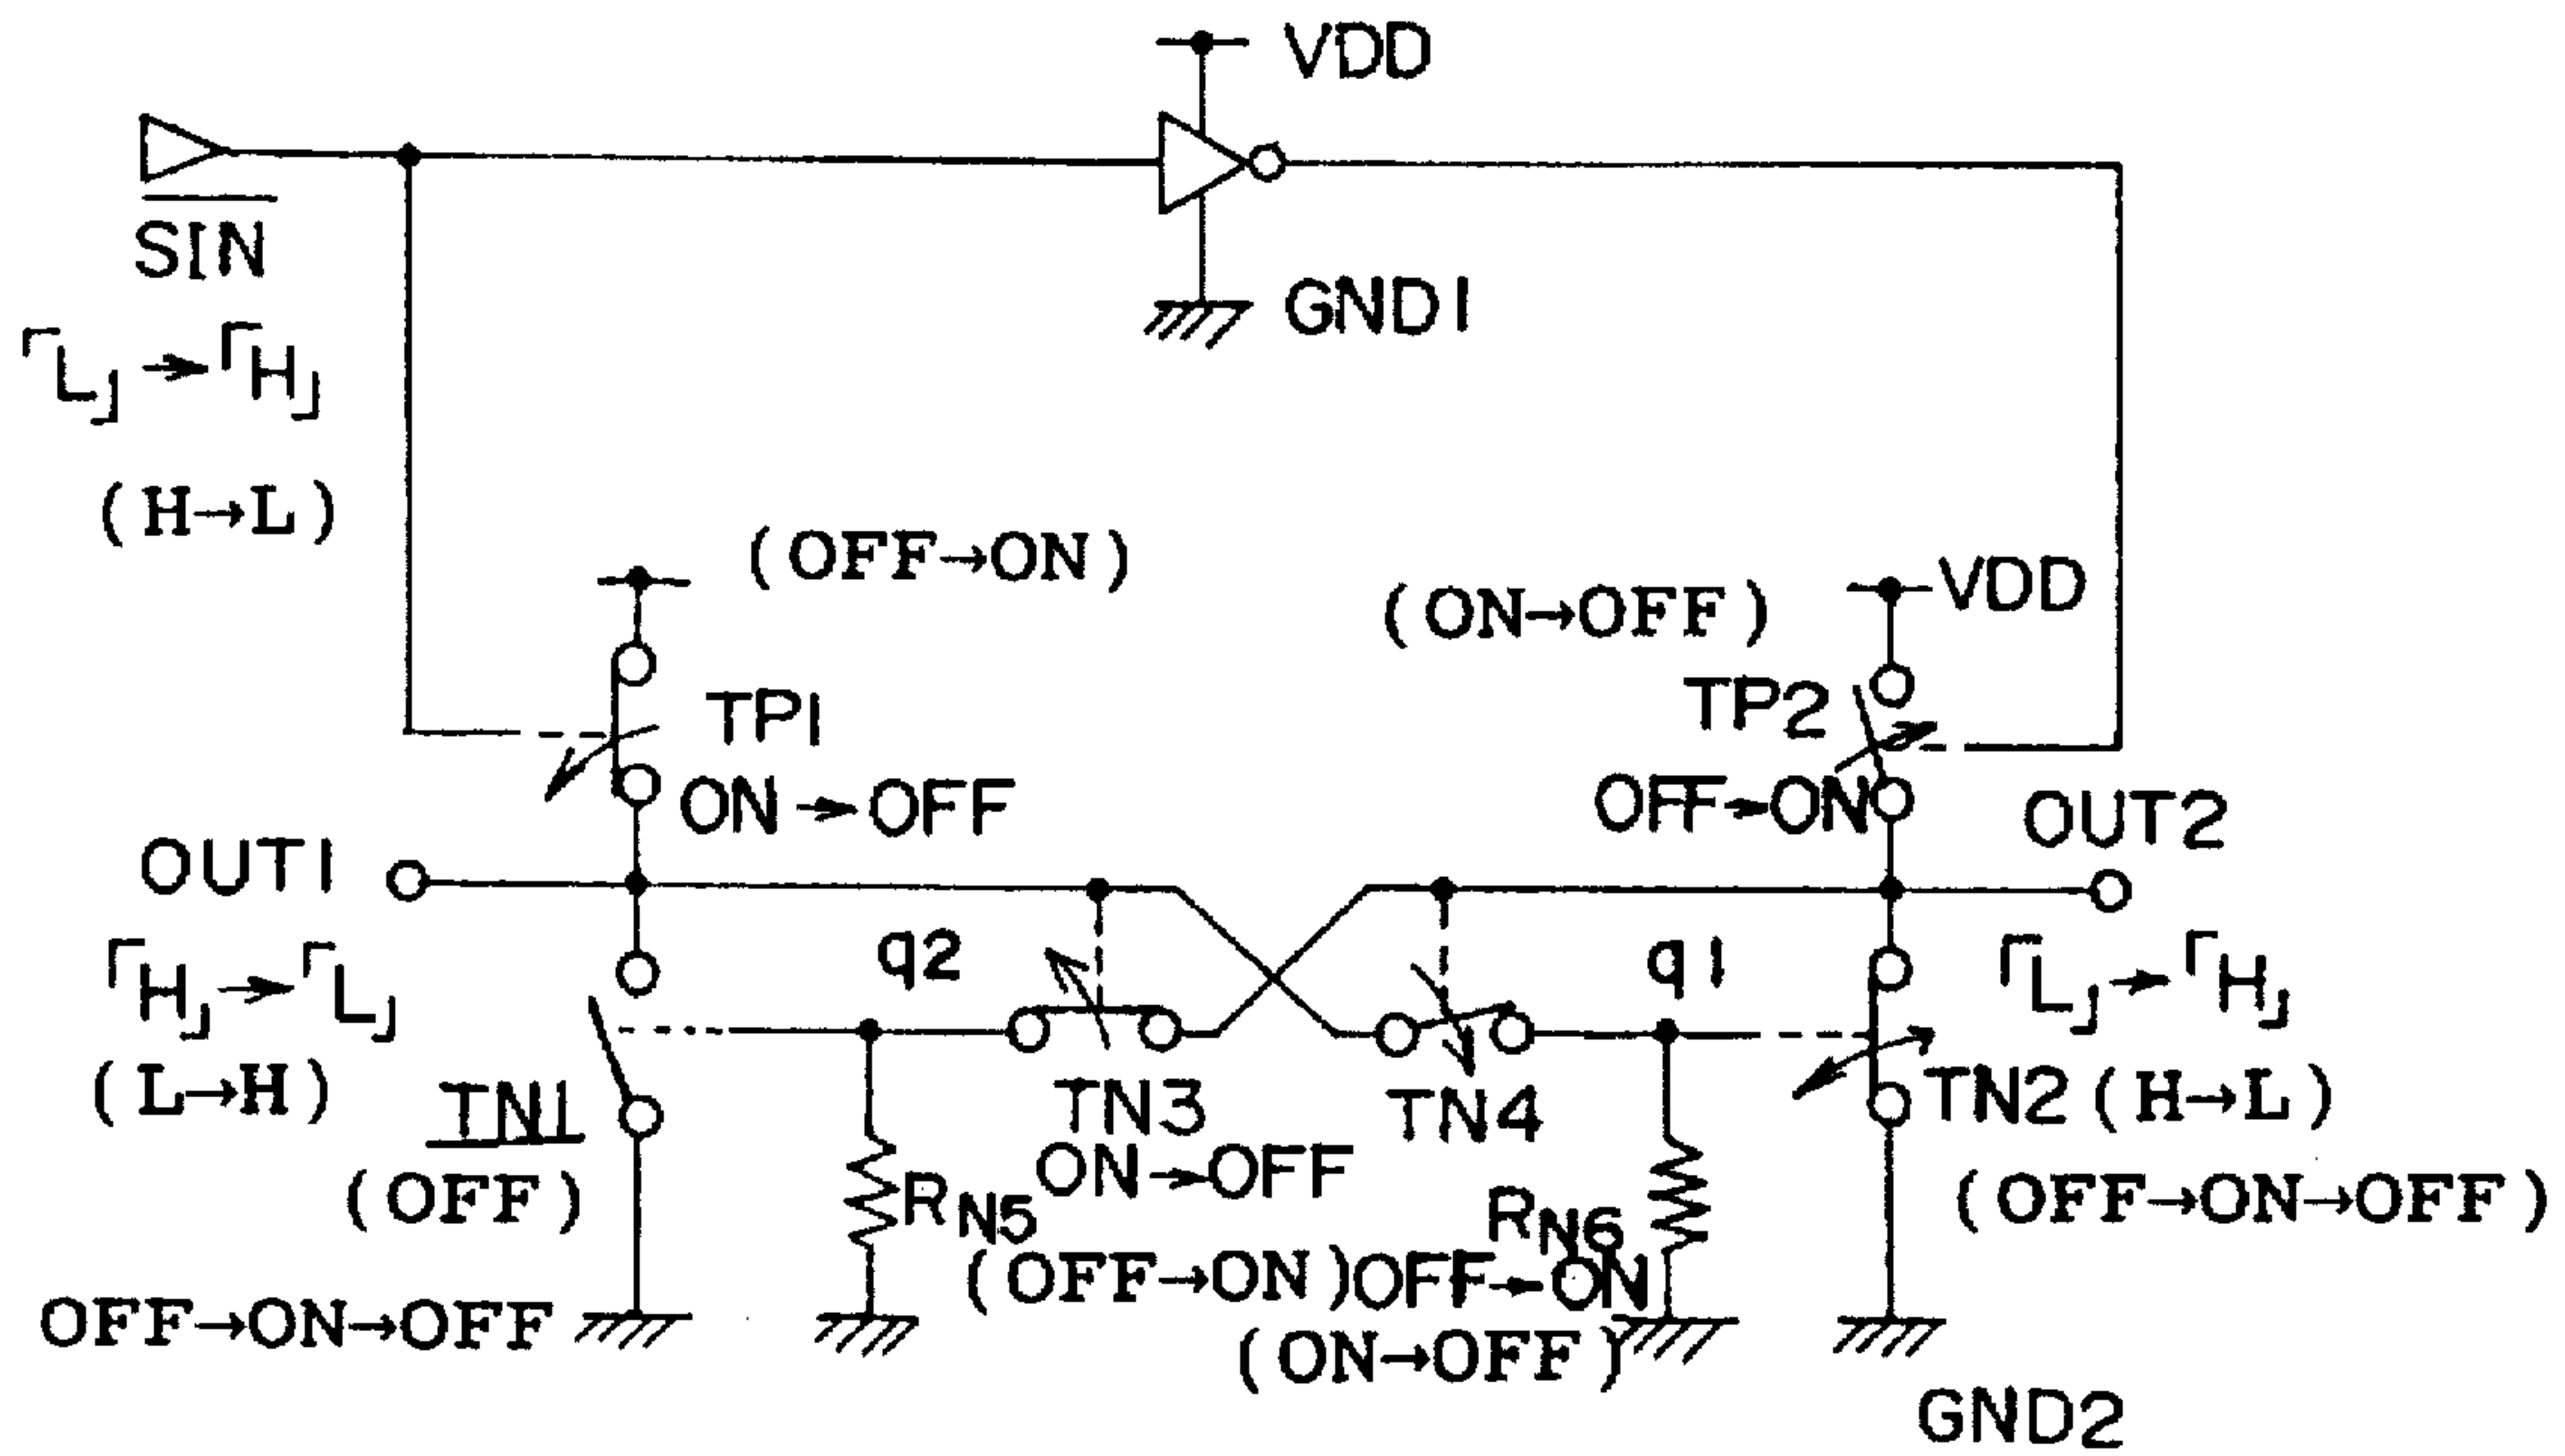 VDD
SIN
GND1
「L」→「H」
(H→L)
(OFF→ON)
(ON→OFF)
VDD
TP1
TP2
ON→OFF
OFF→ON
OUT1
OUT2
q2
q1
「H」→「L」
「L」→「H」
(L→H)
TN1
TN3
TN4
TN2 (H→L)
(OFF)
ON→OFF
RN5
RN6
(OFF→ON→OFF)
(OFF→ON)
OFF→ON
OFF→ON→OFF
(ON→OFF)
GND2